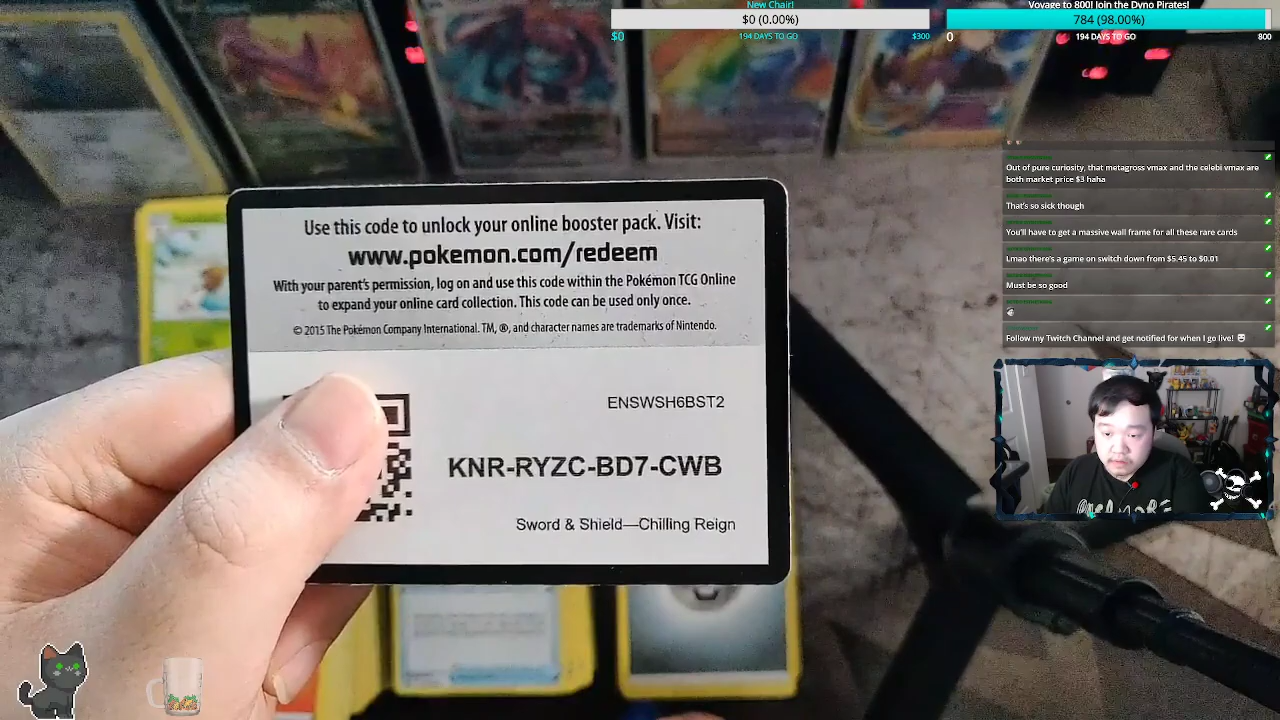 New Chair!
$0 (0.00%)
$0
194 DAYS TO GO
$300
Voyage to 800! Join the Dyno Pirates!
784 (98.00%)
0
194 DAYS TO GO
800
Use this code to unlock your online booster pack. Visit:
www.pokemon.com/redeem
With your parent's permission, log on and use this code within the Pokémon TCG Online
to expand your online card collection. This code can be used only once.
© 2015 The Pokémon Company International. TM, ®, and character names are trademarks of Nintendo.
ENSWSH6BST2
KNR-RYZC-BD7-CWB
Sword & Shield—Chilling Reign
Out of pure curiosity, that metagross vmax and the celebi vmax are
both market price $3 haha
That's so sick though
You'll have to get a massive wall frame for all these rare cards
Lmao there's a game on switch down from $5.45 to $0.01
Must be so good
Follow my Twitch Channel and get notified for when I go live!